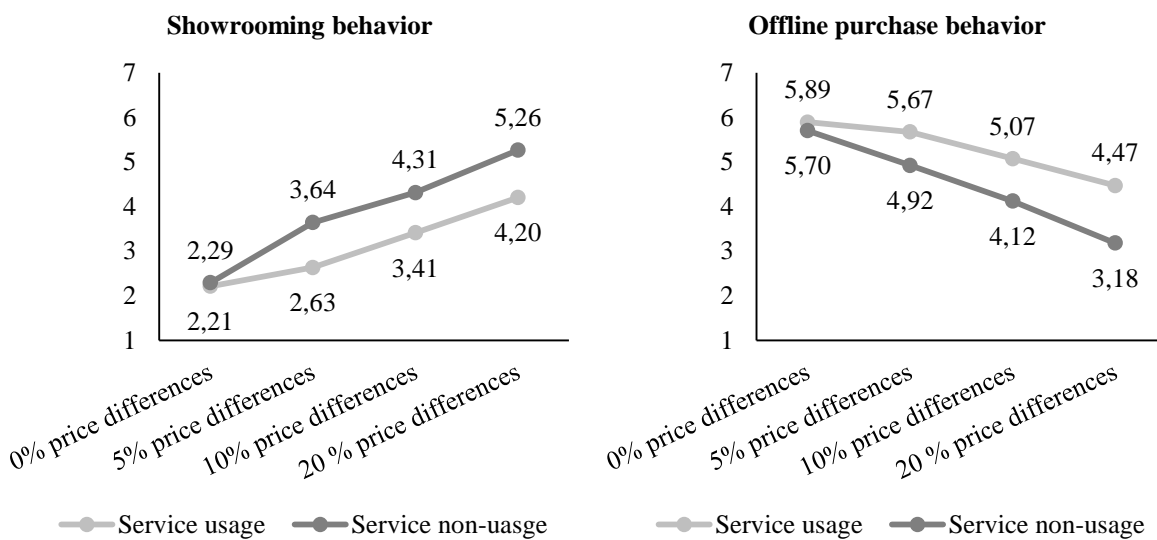 Showrooming behavior
7
6
5
4
3
2
1
2,29
3,64
4,31
5,26
2,21
2,63
3,41
4,20
0% price differences
5% price differences
10% price differences
20 % price differences
Service usage
Service non-uasge
Offline purchase behavior
7
6
5
4
3
2
1
5,89
5,67
5,07
4,47
5,70
4,92
4,12
3,18
0% price differences
5% price differences
10% price differences
20 % price differences
Service usage
Service non-usage